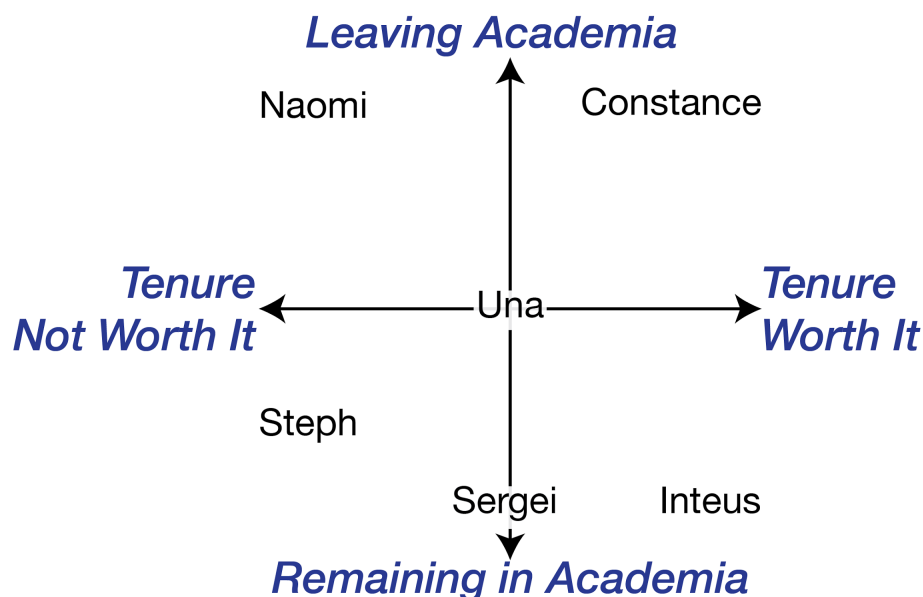 Leaving Academia
Naomi
Constance
Tenure
Not Worth It
Una
Tenure
Worth It
Steph
Sergei
Inteus
Remaining in Academia